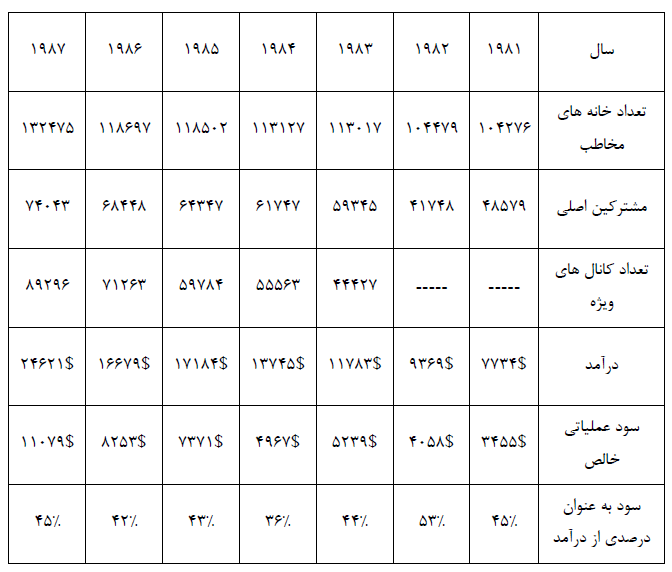 سال ۱۹۸۱ ۱۹۸۲ ۱۹۸۳ ۱۹۸۴ ۱۹۸۵ ۱۹۸۶ ۱۹۸۷
تعداد خانه های
مخاطب ۱۰۴۲۷۶ ۱۰۴۴۷۹ ۱۱۳۰۱۷ ۱۱۳۱۲۷ ۱۱۸۵۰۲ ۱۱۸۶۹۷ ۱۳۲۴۷۵
مشترکین اصلی ۴۸۵۷۹ ۴۱۷۴۸ ۵۹۳۴۵ ۶۱۷۴۷ ۶۴۳۴۷ ۶۸۴۴۸ ۷۴۰۴۳
تعداد کانال های
ویژه ----- ----- ۴۴۴۲۷ ۵۵۵۶۳ ۵۹۷۸۴ ۷۱۲۶۳ ۸۹۲۹۶
درآمد ۷۷۳۴$ ۹۳۶۹$ ۱۱۷۸۳$ ۱۳۷۴۵$ ۱۷۱۸۴$ ۱۶۶۷۹$ ۲۴۶۲۱$
سود عملیاتی
خالص ۳۴۵۵$ ۴۰۵۸$ ۵۲۳۹$ ۴۹۶۷$ ۷۳۷۱$ ۸۲۵۳$ ۱۱۰۷۹$
سود به عنوان
درصدی از درآمد ۴۵٪ ۵۳٪ ۴۴٪ ۳۶٪ ۴۳٪ ۴۲٪ ۴۵٪